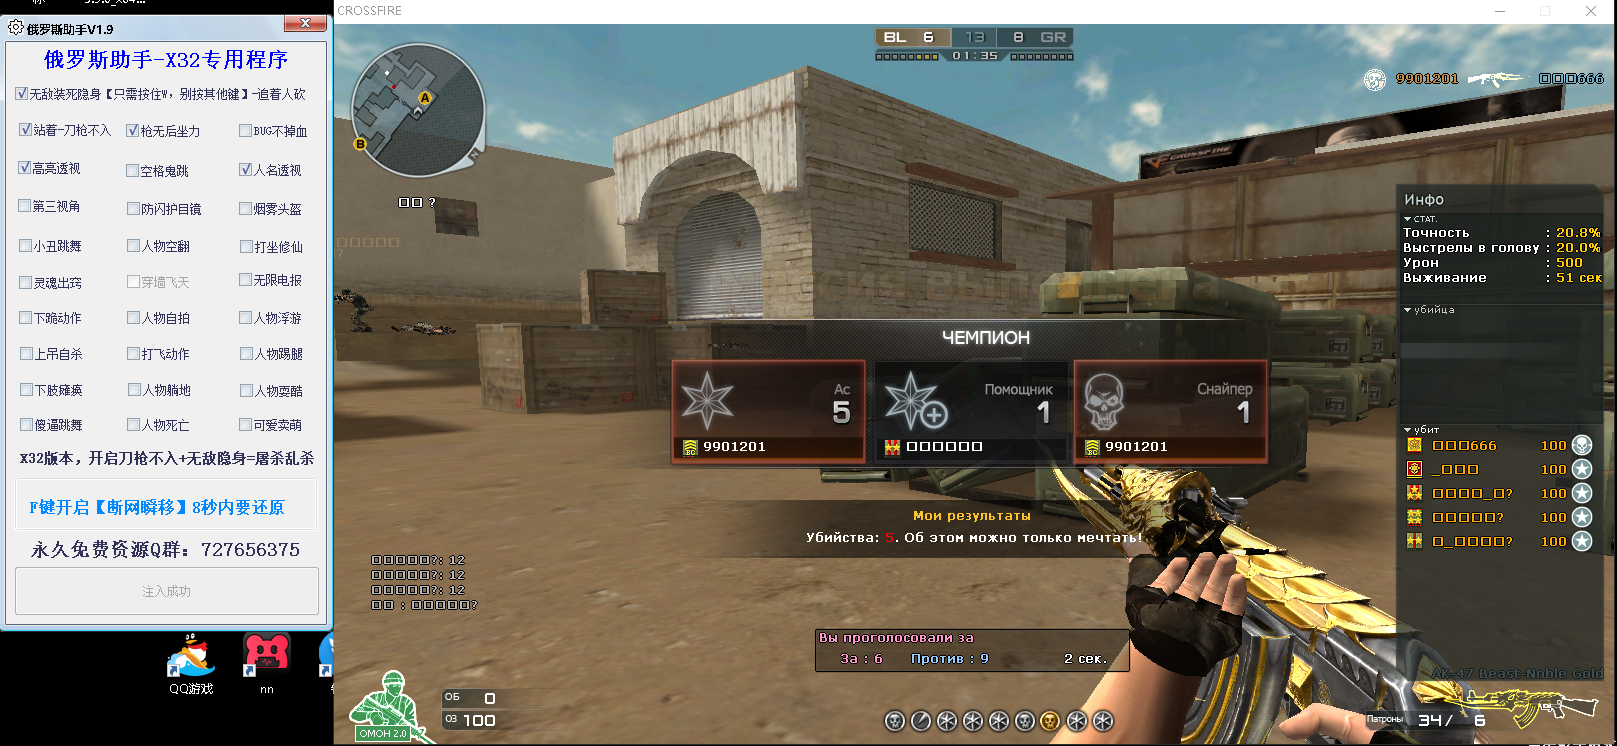 俄罗斯助手V1.9
俄罗斯助手-X32专用程序
无敌装死隐身【只需按住W，别按其他键】-追着人砍
站着-刀枪不入
枪无后坐力
BUG不掉血
高亮透视
空格鬼跳
人名透视
第三视角
防闪护目镜
烟雾头盔
小丑跳舞
人物空翻
打坐修仙
灵魂出窍
穿墙飞天
无限电报
下跪动作
人物自拍
人物浮游
上吊自杀
打飞动作
人物踢腿
下肢瘫痪
人物躺地
人物耍酷
傻逼跳舞
人物死亡
可爱卖萌
X32版本，开启刀枪不入+无敌隐身=屠杀乱杀
F键开启【断网瞬移】8秒内要还原
永久免费资源Q群：727656375
注入成功
QQ游戏
nn
CROSSFIRE
BL 6 13 8 GR
01:35
A
B
N
9901201
666
?
CROSSFIRE
Инфо
СТАТ.
Точность : 20.8%
Выстрелы в голову : 20.0%
Урон : 500
Выживание : 51 сек
убийца
убит
666 100
_ 100
_ ? 100
? 100
_ ? 100
ЧЕМПИОН
Ас
5
9901201
Помощник
1
Снайпер
1
9901201
Мои результаты
Убийства: 5. Об этом можно только мечтать!
?: 12
?: 12
?: 12
: ?
Вы проголосовали за
За : 6 Против : 9 2 сек.
ОМОН 2.0
ОБ 0
ОЗ 100
AK-47 Beast-Noble Gold
Патроны 34/ 6